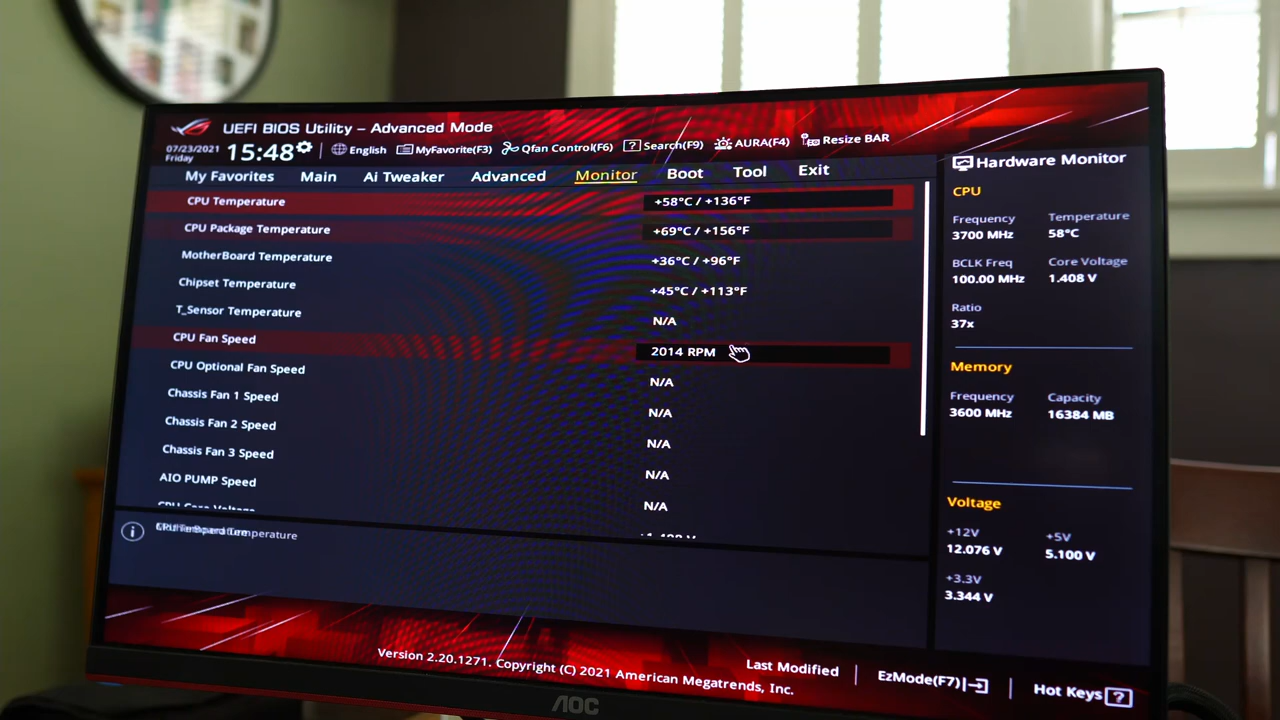 UEFI BIOS Utility – Advanced Mode
07/23/2021
Friday
15:48
English
MyFavorite(F3)
Qfan Control(F6)
? Search(F9)
AURA(F4)
Resize BAR
My Favorites Main Ai Tweaker Advanced Monitor Boot Tool Exit
CPU Temperature +58°C / +136°F
CPU Package Temperature +69°C / +156°F
MotherBoard Temperature +36°C / +96°F
Chipset Temperature +45°C / +113°F
T_Sensor Temperature N/A
CPU Fan Speed 2014 RPM
CPU Optional Fan Speed N/A
Chassis Fan 1 Speed N/A
Chassis Fan 2 Speed N/A
Chassis Fan 3 Speed N/A
AIO PUMP Speed N/A
CPU Core Voltage
Temperature
Version 2.20.1271. Copyright (C) 2021 American Megatrends, Inc.
Last Modified
EzMode(F7)
Hot Keys ?
Hardware Monitor
CPU
Frequency Temperature
3700 MHz 58°C
BCLK Freq Core Voltage
100.00 MHz 1.408 V
Ratio
37x
Memory
Frequency Capacity
3600 MHz 16384 MB
Voltage
+12V +5V
12.076 V 5.100 V
+3.3V
3.344 V
AOC